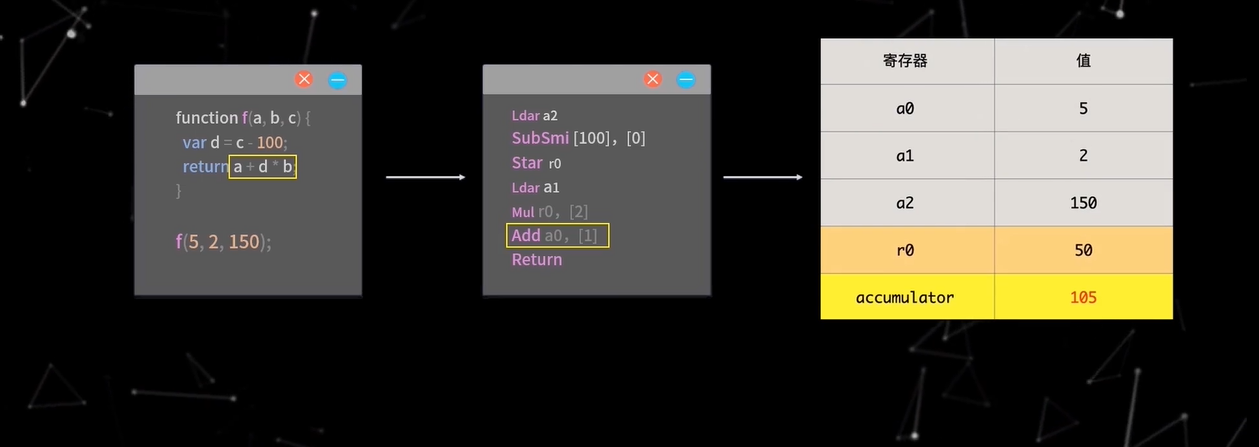 function f(a, b, c) {
var d = c - 100;
return a + d * b;
}
f(5, 2, 150);
Ldar a2
SubSmi [100], [0]
Star r0
Ldar a1
Mul r0, [2]
Add a0, [1]
Return
寄存器 值
a0 5
a1 2
a2 150
r0 50
accumulator 105